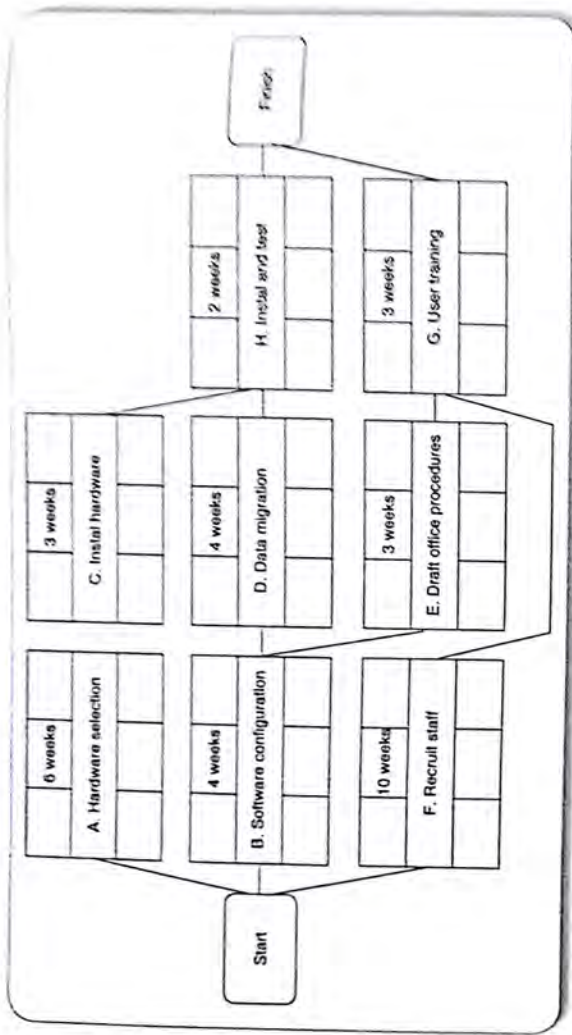 Start
6 weeks
A. Hardware selection
4 weeks
B. Software configuration
10 weeks
F. Recruit staff
3 weeks
C. Instal hardware
4 weeks
D. Data migration
3 weeks
E. Draft office procedures
2 weeks
H. Instal and test
3 weeks
G. User training
Finish